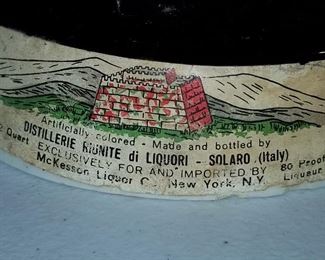 Artificially colored - Made and bottled by
DISTILLERIE RIUNITE di LIQUORI - SOLARO (Italy)
Quart EXCLUSIVELY FOR AND IMPORTED BY 80 Proof
McKesson Liquor C. New York, N.Y. Liqueur